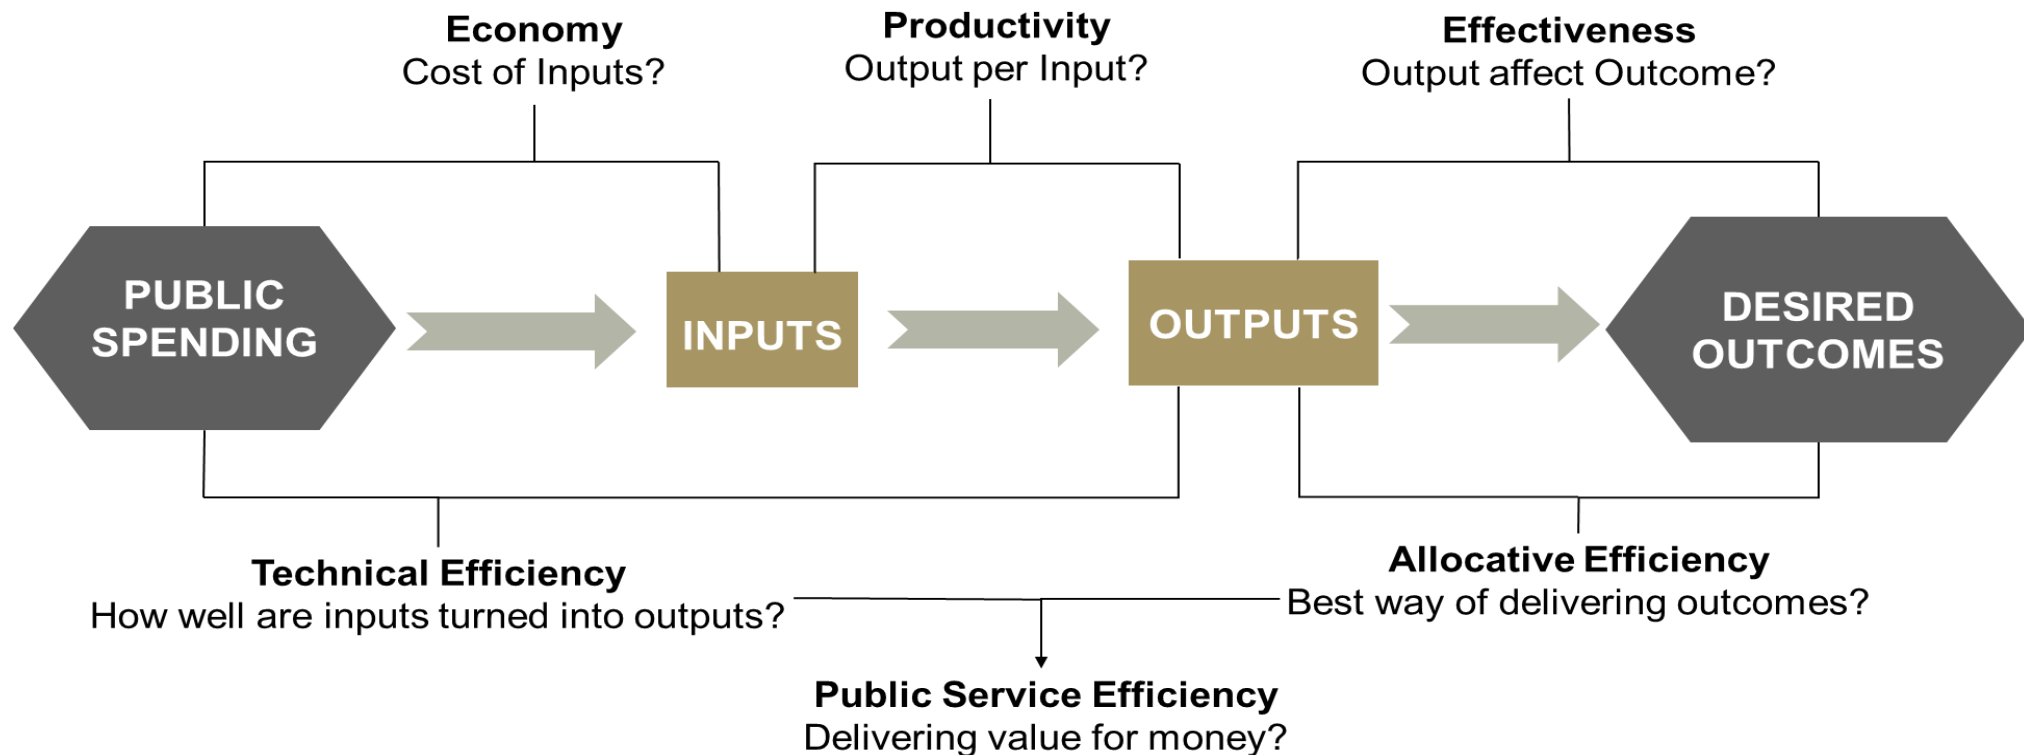 Economy
Cost of Inputs?
Productivity
Output per Input?
Effectiveness
Output affect Outcome?
PUBLIC
SPENDING
INPUTS
OUTPUTS
DESIRED
OUTCOMES
Technical Efficiency
How well are inputs turned into outputs?
Allocative Efficiency
Best way of delivering outcomes?
Public Service Efficiency
Delivering value for money?